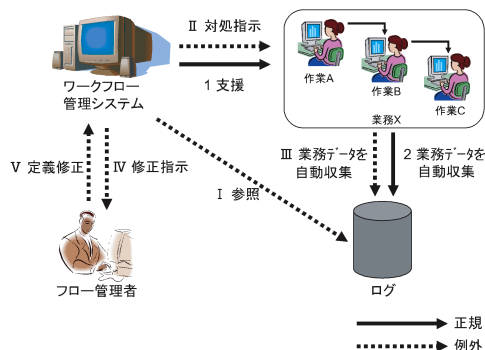 Ⅱ 対処指示
1 支援
ワークフロー
管理システム
作業A
作業B
作業C
業務X
Ⅴ 定義修正
Ⅳ 修正指示
Ⅰ 参照
Ⅲ 業務データを
自動収集
2 業務データを
自動収集
フロー管理者
ログ
正規
例外